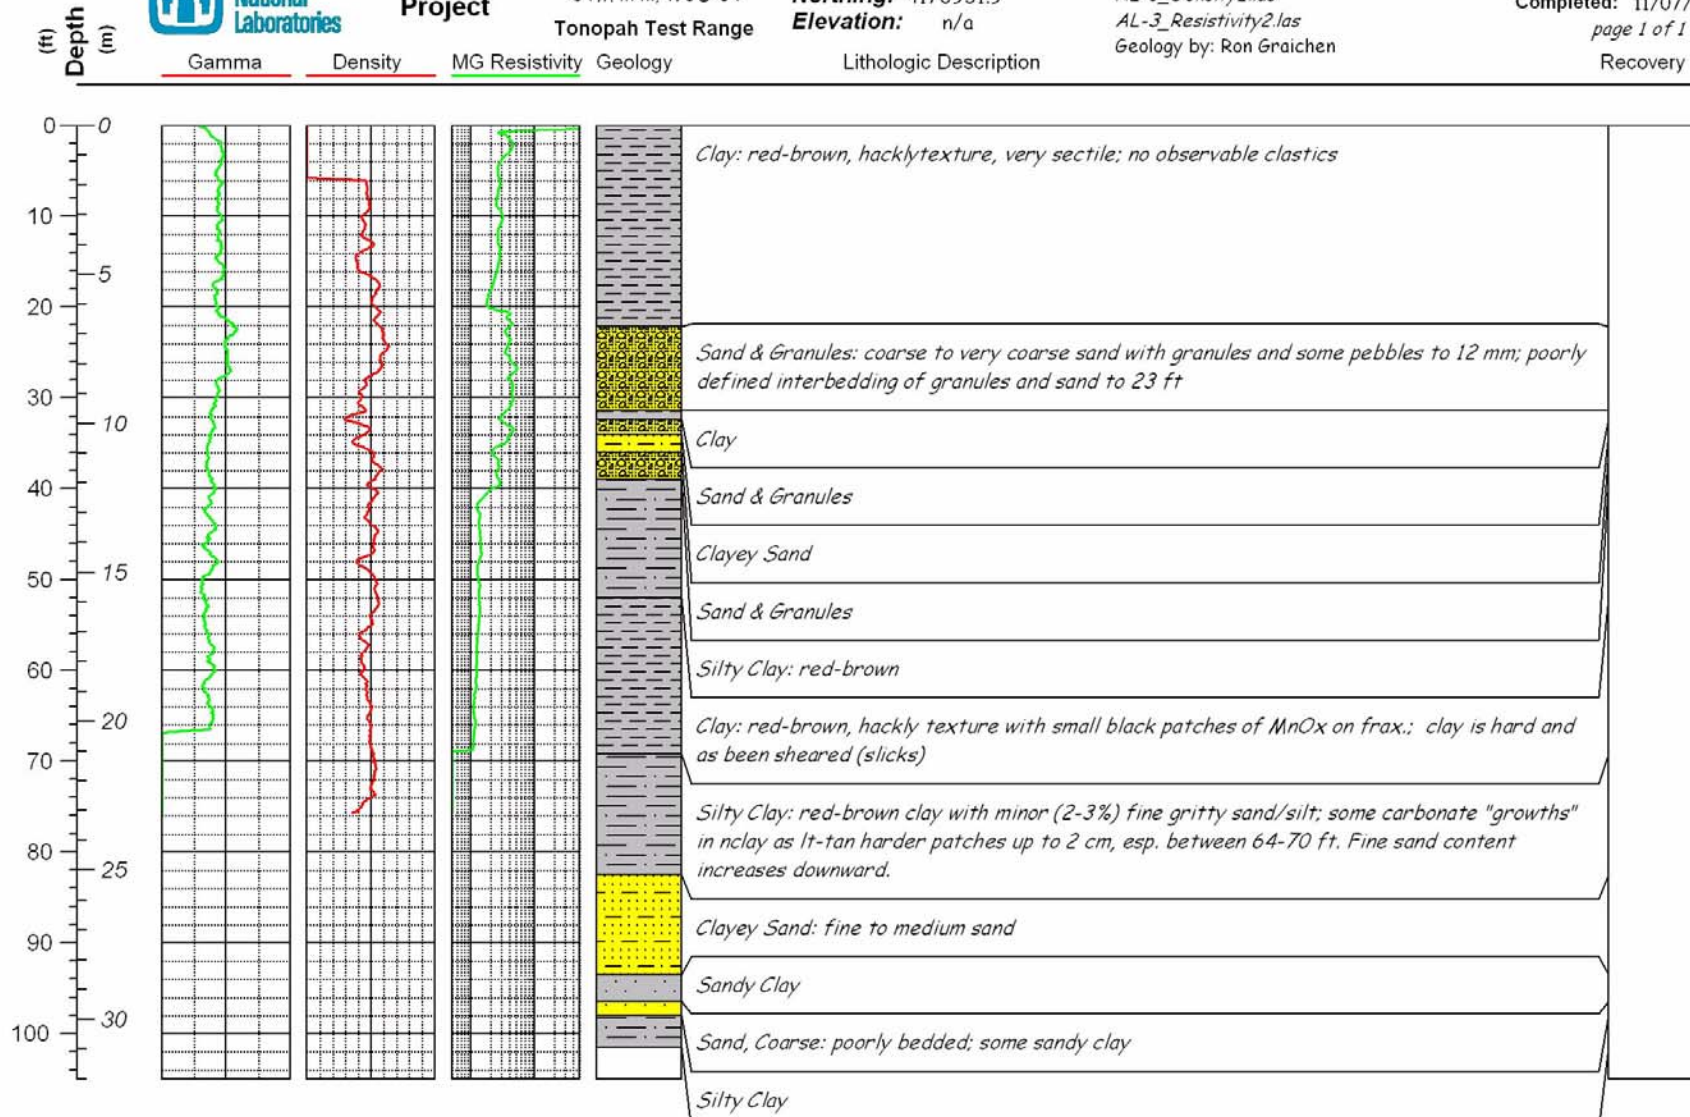 Depth
(ft)
(m)
National
Laboratories
Project
Tonopah Test Range
Northing:
Elevation: n/a
AL-3_Resistivity2.las
Geology by: Ron Graichen
Completed: 11/07/
page 1 of 1
Gamma Density MG Resistivity Geology Lithologic Description Recovery
0 0
10
5
20
30
10
40
50 15
60
20
70
80
25
90
100 30
Clay: red-brown, hacklytexture, very sectile; no observable clastics
Sand & Granules: coarse to very coarse sand with granules and some pebbles to 12 mm; poorly
defined interbedding of granules and sand to 23 ft
Clay
Sand & Granules
Clayey Sand
Sand & Granules
Silty Clay: red-brown
Clay: red-brown, hackly texture with small black patches of MnOx on frax.; clay is hard and
as been sheared (slicks)
Silty Clay: red-brown clay with minor (2-3%) fine gritty sand/silt; some carbonate "growths"
in nclay as lt-tan harder patches up to 2 cm, esp. between 64-70 ft. Fine sand content
increases downward.
Clayey Sand: fine to medium sand
Sandy Clay
Sand, Coarse: poorly bedded; some sandy clay
Silty Clay